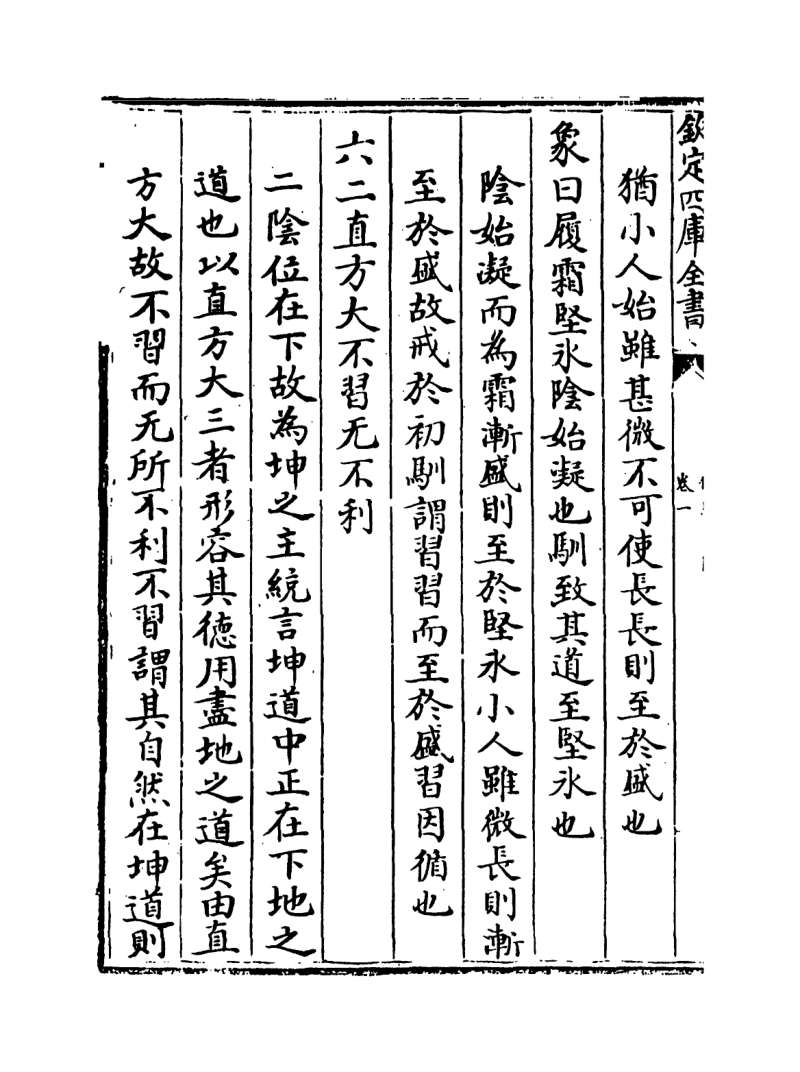 欽定四庫全書
卷一
猶小人始雖甚微不可使長長則至於盛也
象曰履霜堅氷陰始凝也馴致其道至堅氷也
陰始凝而為霜漸盛則至於堅氷小人雖微長則漸
至於盛故戒於初馴謂習習而至於盛習因循也
六二直方大不習无不利
二陰位在下故為坤之主統言坤道中正在下地之
道也以直方大三者形容其德用盡地之道矣由直
方大故不習而无所不利不習謂其自然在坤道則